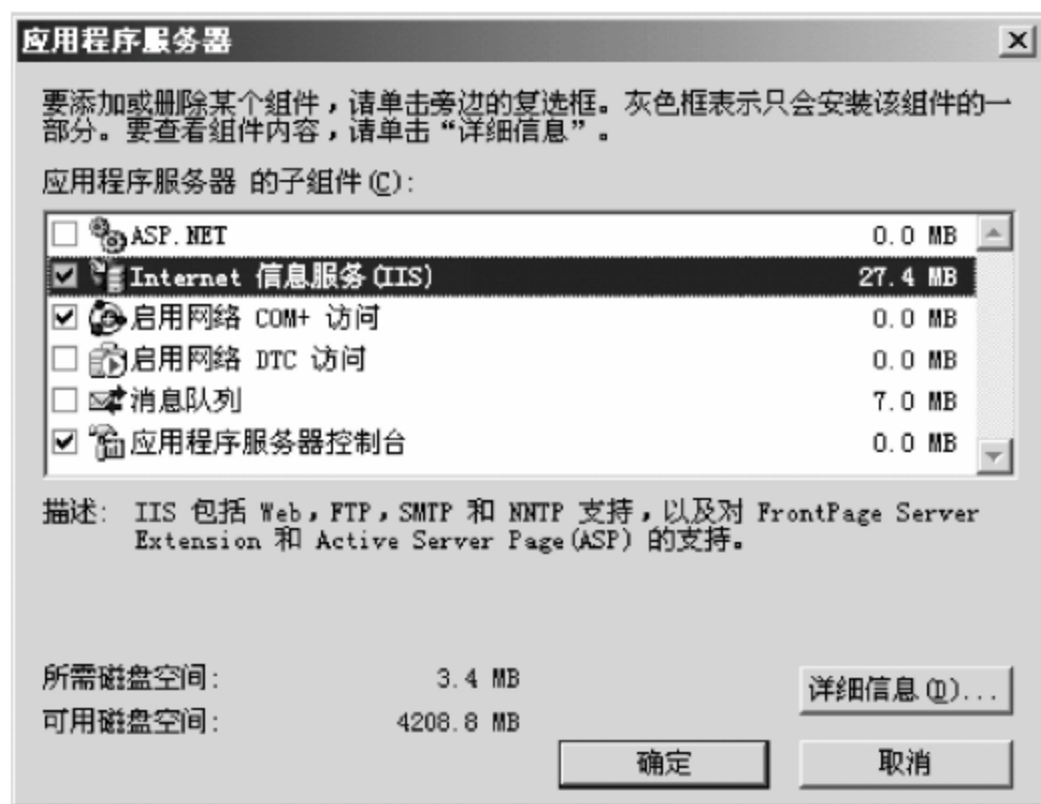 应用程序服务器
要添加或删除某个组件，请单击旁边的复选框。灰色框表示只会安装该组件的一
部分。要查看组件内容，请单击“详细信息”。
应用程序服务器 的子组件(C):
ASP.NET 0.0 MB
Internet 信息服务(IIS) 27.4 MB
启用网络 COM+ 访问 0.0 MB
启用网络 DTC 访问 0.0 MB
消息队列 7.0 MB
应用程序服务器控制台 0.0 MB
描述: IIS 包括 Web，FTP，SMTP 和 NNTP 支持，以及对 FrontPage Server
Extension 和 Active Server Page(ASP) 的支持。
所需磁盘空间: 3.4 MB
详细信息(D)...
可用磁盘空间: 4208.8 MB
确定 取消